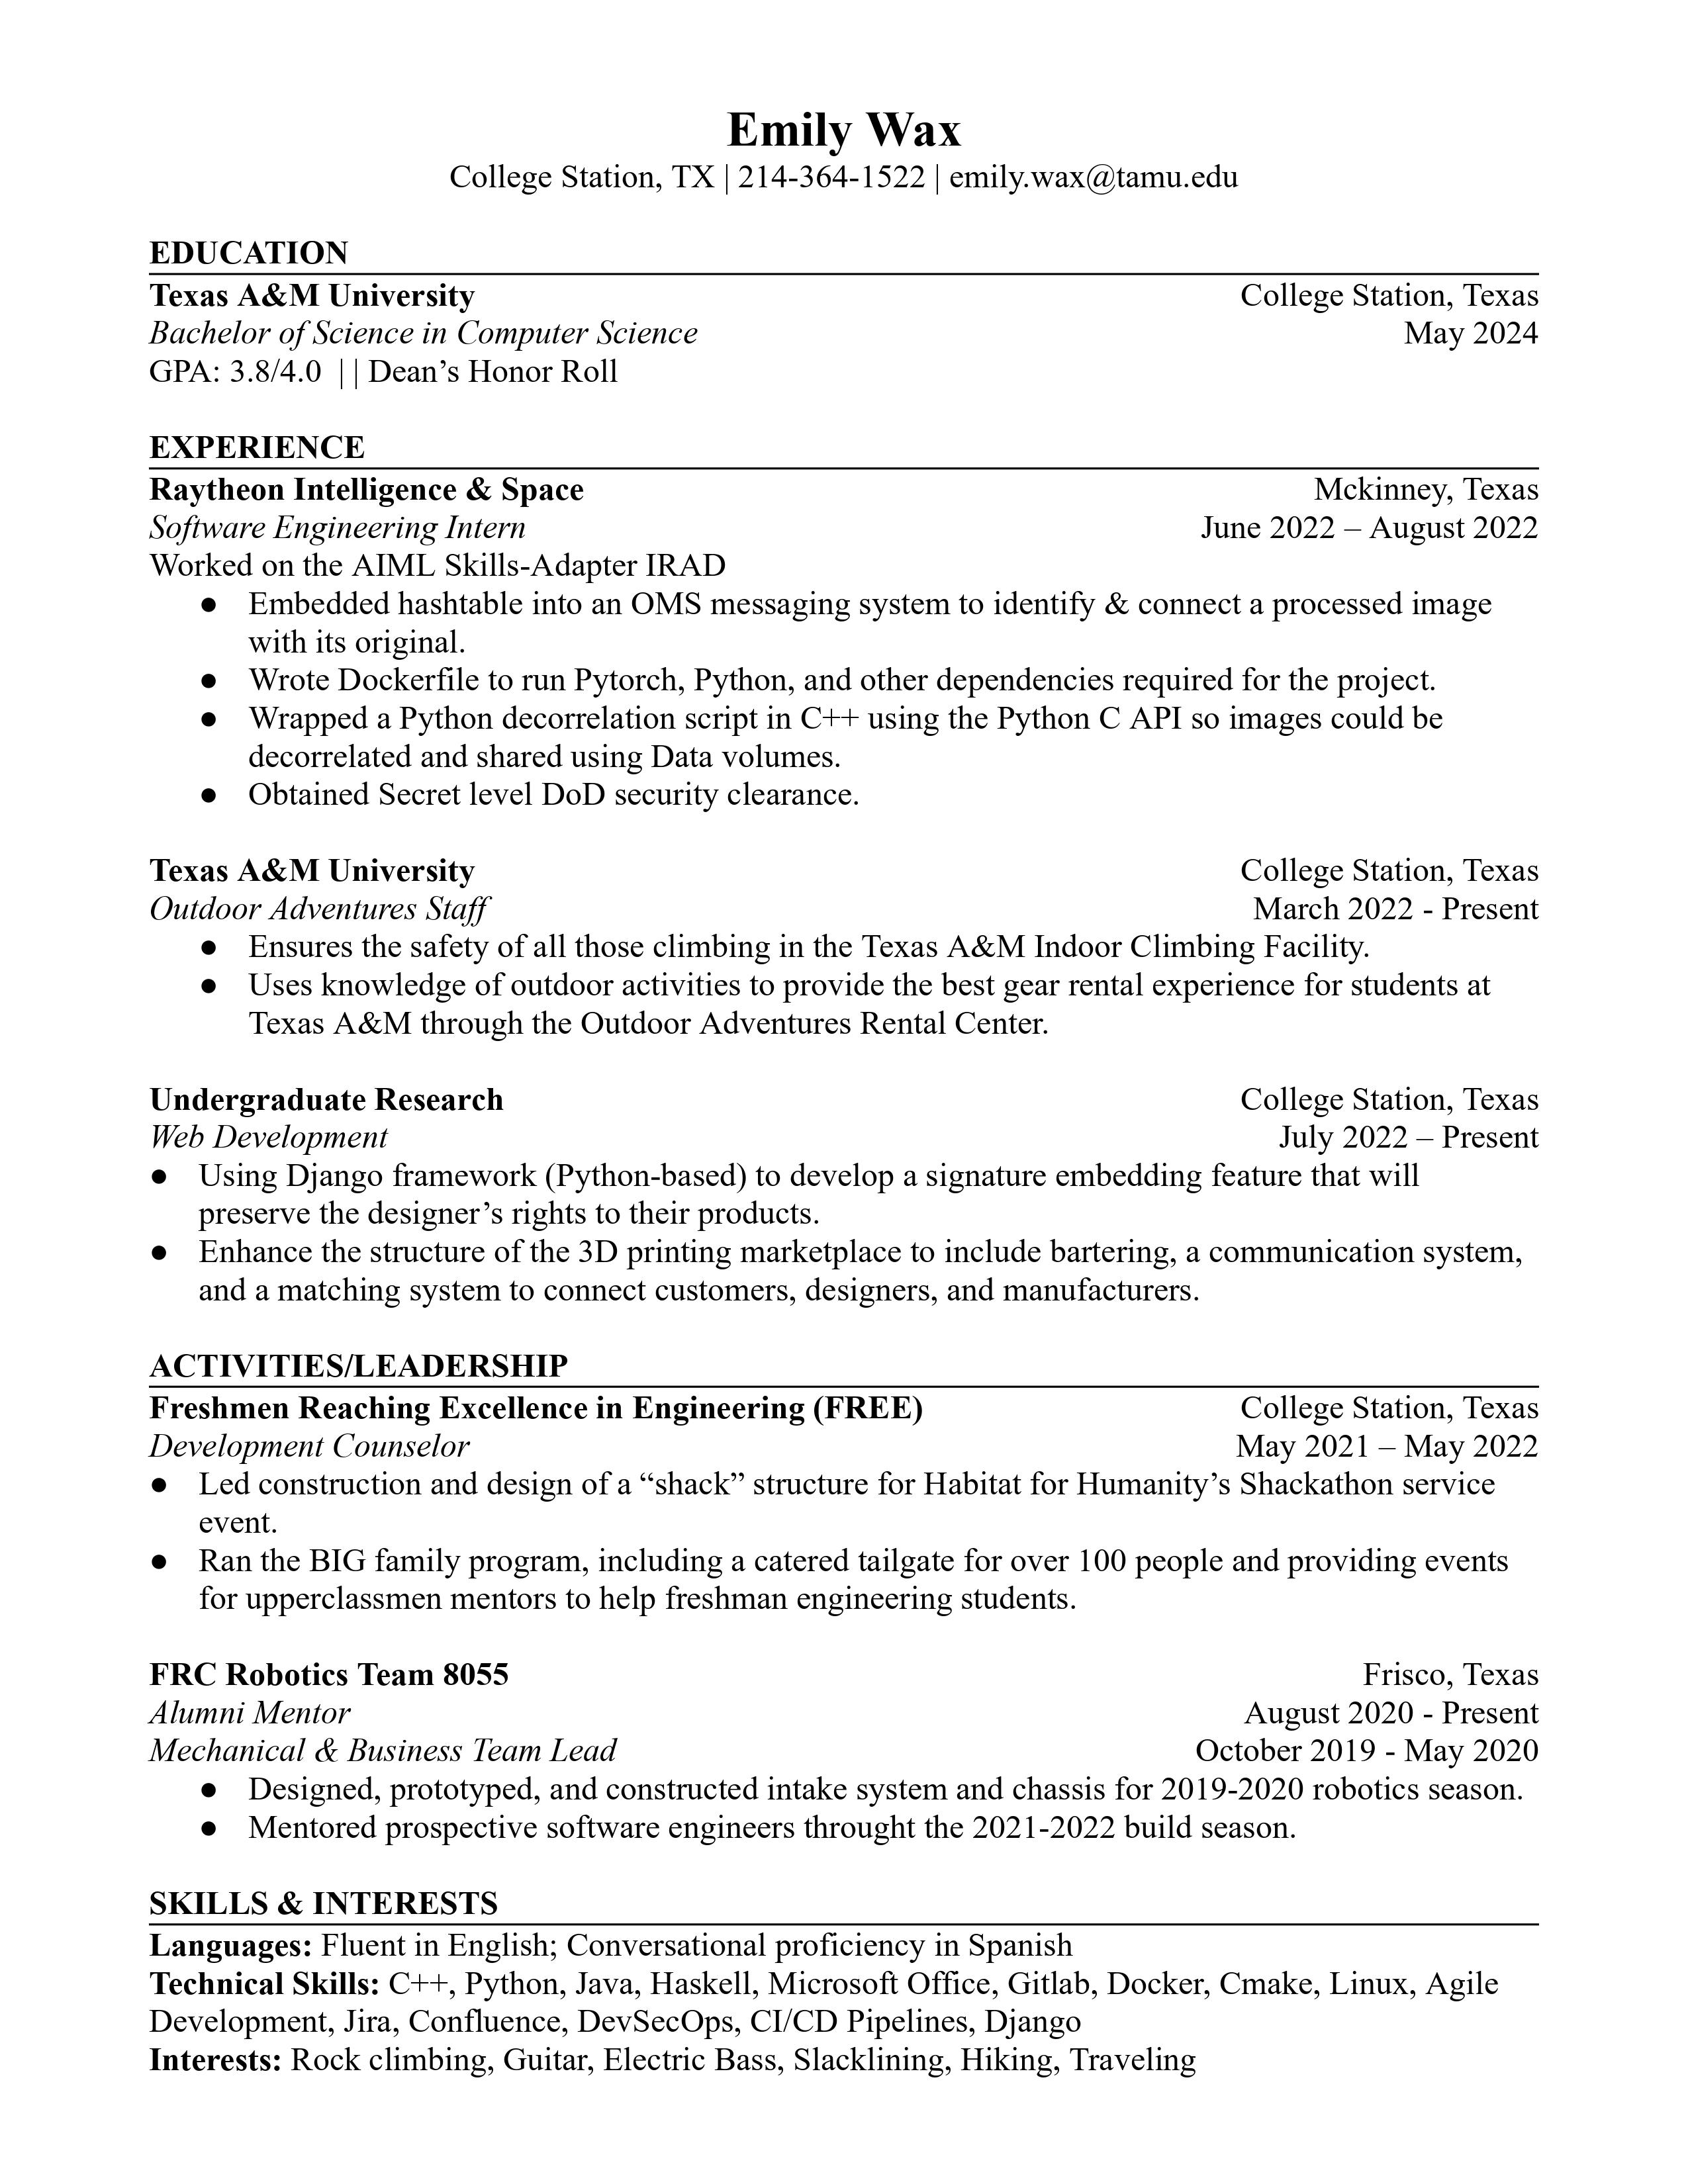 Emily Wax
College Station, TX | 214-364-1522 | emily.wax@tamu.edu
EDUCATION
Texas A&M University College Station, Texas
Bachelor of Science in Computer Science May 2024
GPA: 3.8/4.0 || Dean’s Honor Roll
EXPERIENCE
Raytheon Intelligence & Space Mckinney, Texas
Software Engineering Intern June 2022 – August 2022
Worked on the AIML Skills-Adapter IRAD
● Embedded hashtable into an OMS messaging system to identify & connect a processed image
with its original.
● Wrote Dockerfile to run Pytorch, Python, and other dependencies required for the project.
● Wrapped a Python decorrelation script in C++ using the Python C API so images could be
decorrelated and shared using Data volumes.
● Obtained Secret level DoD security clearance.
Texas A&M University College Station, Texas
Outdoor Adventures Staff March 2022 - Present
● Ensures the safety of all those climbing in the Texas A&M Indoor Climbing Facility.
● Uses knowledge of outdoor activities to provide the best gear rental experience for students at
Texas A&M through the Outdoor Adventures Rental Center.
Undergraduate Research College Station, Texas
Web Development July 2022 – Present
● Using Django framework (Python-based) to develop a signature embedding feature that will
preserve the designer’s rights to their products.
● Enhance the structure of the 3D printing marketplace to include bartering, a communication system,
and a matching system to connect customers, designers, and manufacturers.
ACTIVITIES/LEADERSHIP
Freshmen Reaching Excellence in Engineering (FREE) College Station, Texas
Development Counselor May 2021 – May 2022
● Led construction and design of a “shack” structure for Habitat for Humanity’s Shackathon service
event.
● Ran the BIG family program, including a catered tailgate for over 100 people and providing events
for upperclassmen mentors to help freshman engineering students.
FRC Robotics Team 8055 Frisco, Texas
Alumni Mentor August 2020 - Present
Mechanical & Business Team Lead October 2019 - May 2020
● Designed, prototyped, and constructed intake system and chassis for 2019-2020 robotics season.
● Mentored prospective software engineers throught the 2021-2022 build season.
SKILLS & INTERESTS
Languages: Fluent in English; Conversational proficiency in Spanish
Technical Skills: C++, Python, Java, Haskell, Microsoft Office, Gitlab, Docker, Cmake, Linux, Agile
Development, Jira, Confluence, DevSecOps, CI/CD Pipelines, Django
Interests: Rock climbing, Guitar, Electric Bass, Slacklining, Hiking, Traveling